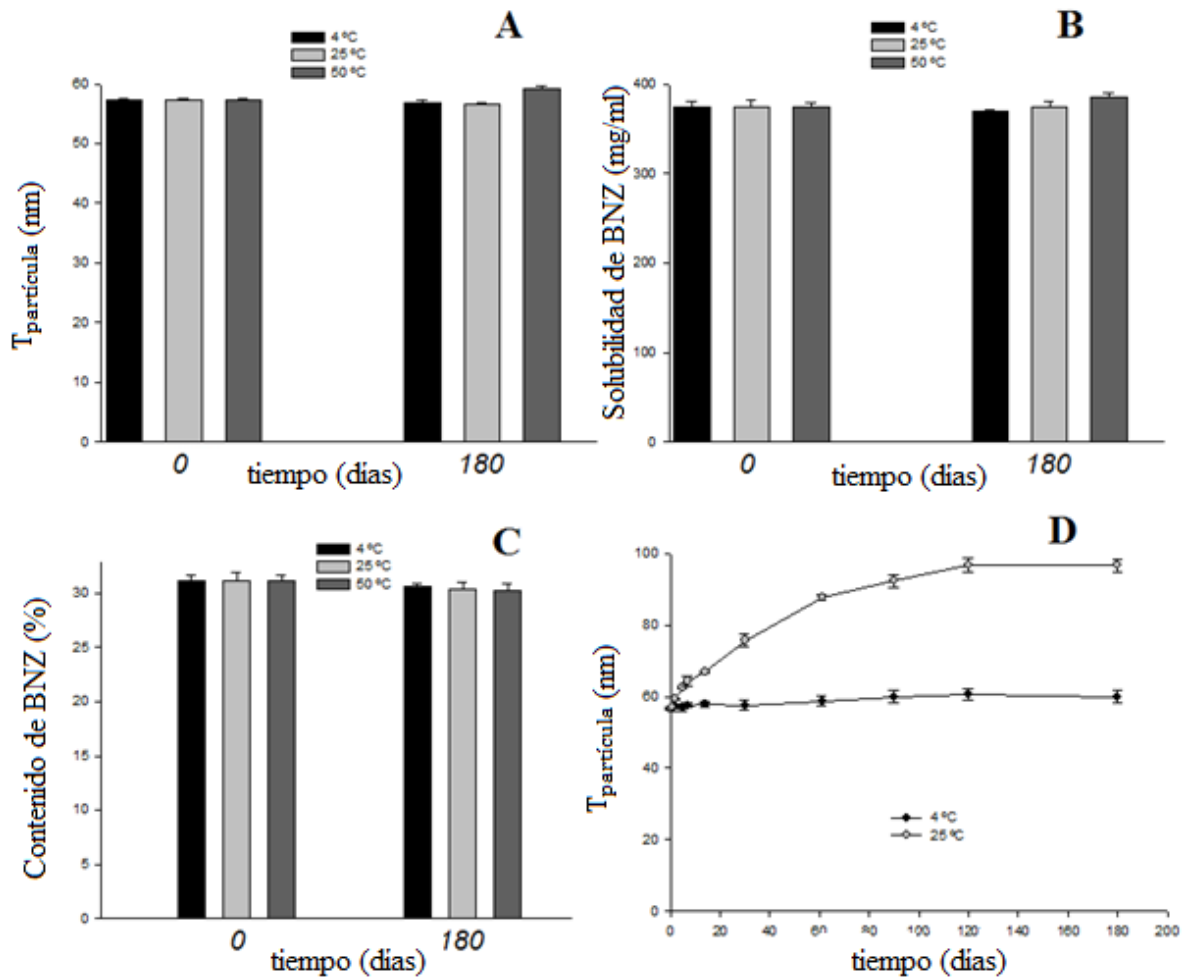 A
4 ºC
25 ºC
50 ºC
60
50
40
30
20
10
0
Tpartícula (nm)
0
180
tiempo (días)
B
4 ºC
25 ºC
50 ºC
400
300
200
100
0
Solubilidad de BNZ (mg/ml)
0
180
tiempo (días)
C
4 ºC
25 ºC
50 ºC
30
25
20
15
10
5
0
Contenido de BNZ (%)
0
180
tiempo (días)
D
100
80
60
40
20
0
Tpartícula (nm)
4 ºC
25 ºC
0 20 40 60 80 100 120 140 160 180 200
tiempo (días)